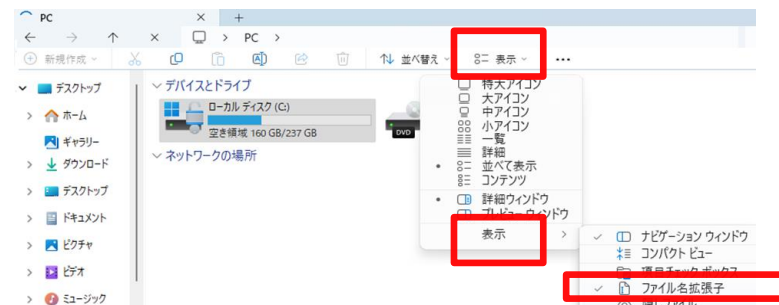 PC
PC
新規作成
並べ替え
表示
デスクトップ
ホーム
ギャラリー
ダウンロード
デスクトップ
ドキュメント
ピクチャ
ビデオ
ミュージック
デバイスとドライブ
ローカル ディスク (C:)
空き領域 160 GB/237 GB
DVD
ネットワークの場所
特大アイコン
大アイコン
中アイコン
小アイコン
一覧
詳細
並べて表示
コンテンツ
詳細ウィンドウ
プレビュー ウィンドウ
表示
ナビゲーション ウィンドウ
コンパクト ビュー
項目チェック ボックス
ファイル名拡張子
隠しファイル